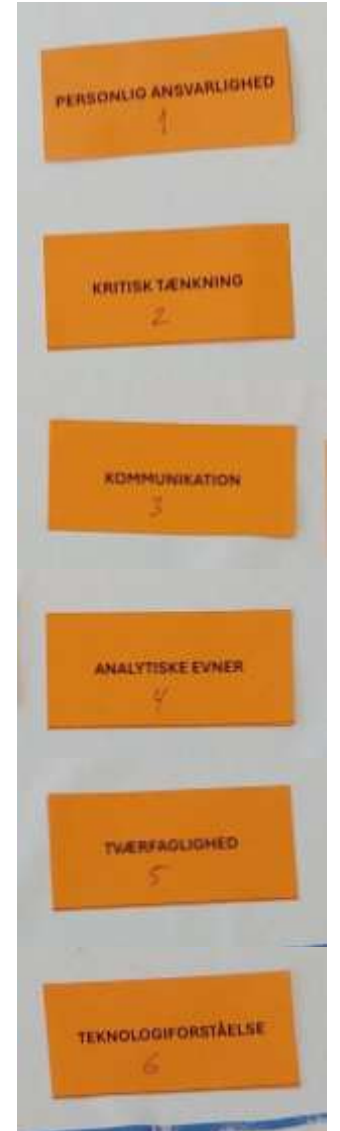 PERSONLIG ANSVARLIGHED
1
KRITISK TÆNKNING
2
KOMMUNIKATION
3
ANALYTISKE EVNER
4
TVÆRFAGLIGHED
5
TEKNOLOGIFORSTÅELSE
6